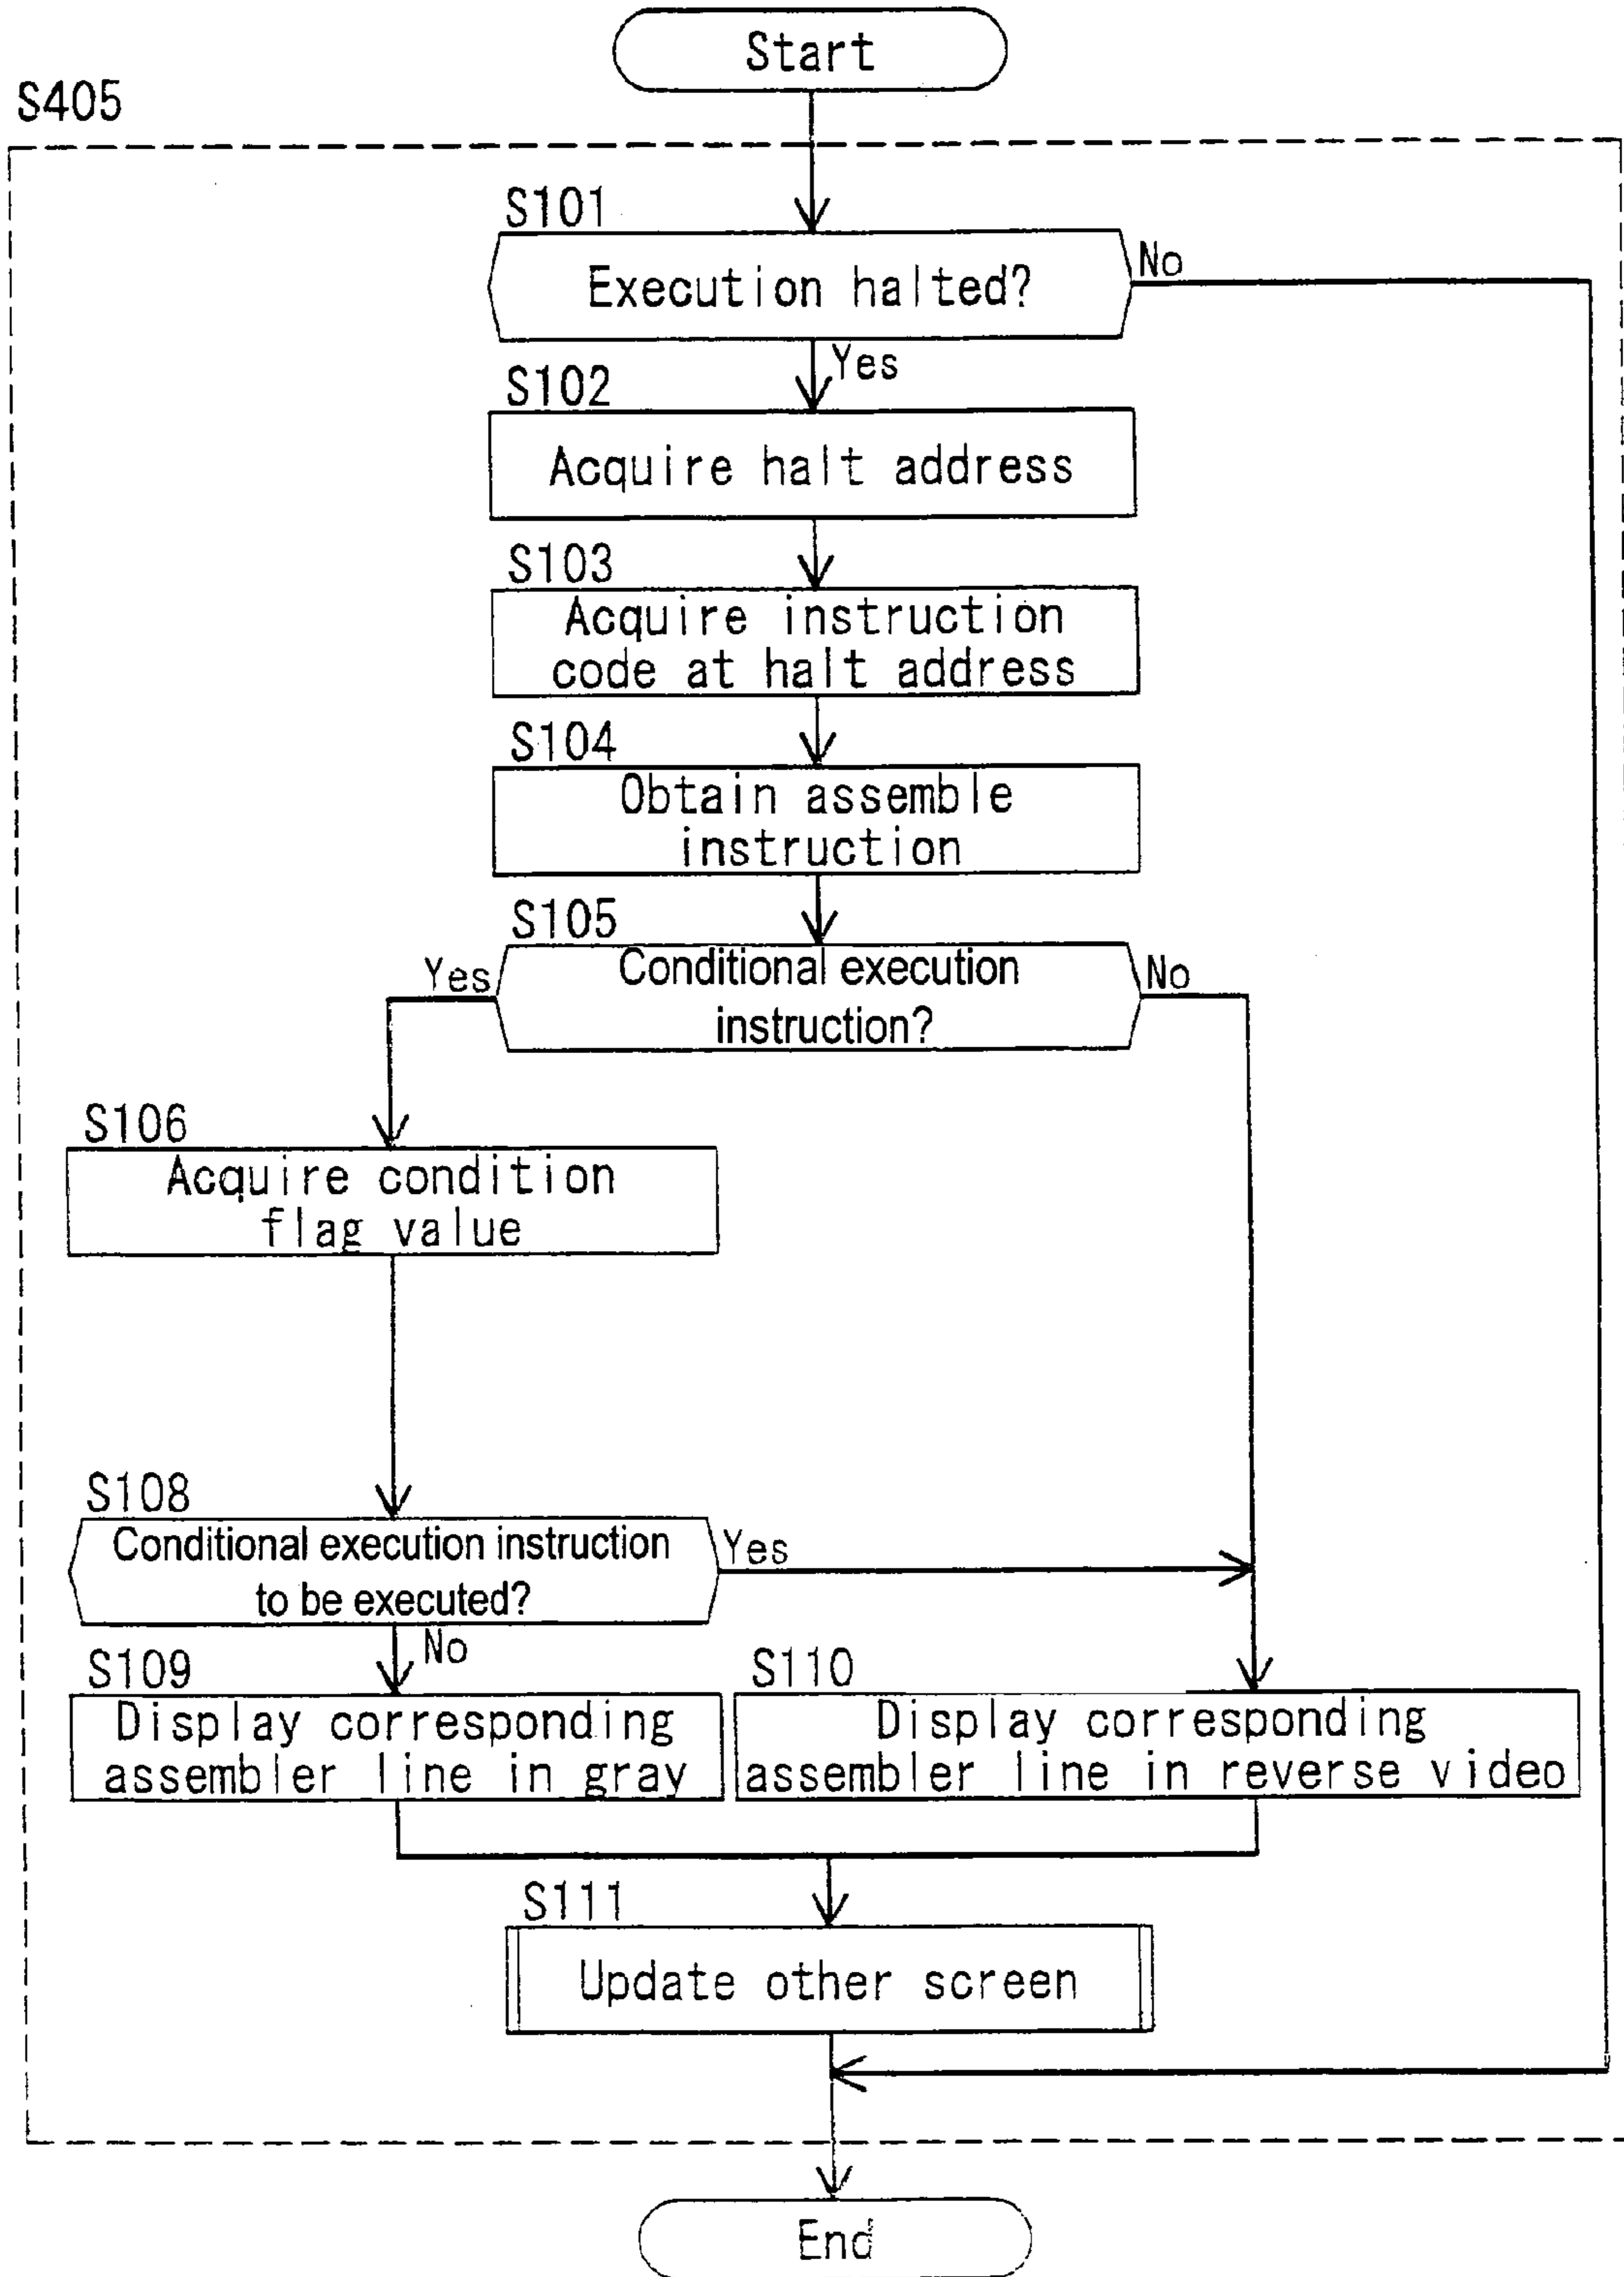 Start
S405
S101
Execution halted?
No
Yes
S102
Acquire halt address
S103
Acquire instruction
code at halt address
S104
Obtain assemble
instruction
S105
Yes
Conditional execution
instruction?
No
S106
Acquire condition
flag value
S108
Conditional execution instruction
to be executed?
Yes
No
S109
Display corresponding
assembler line in gray
S110
Display corresponding
assembler line in reverse video
S111
Update other screen
End